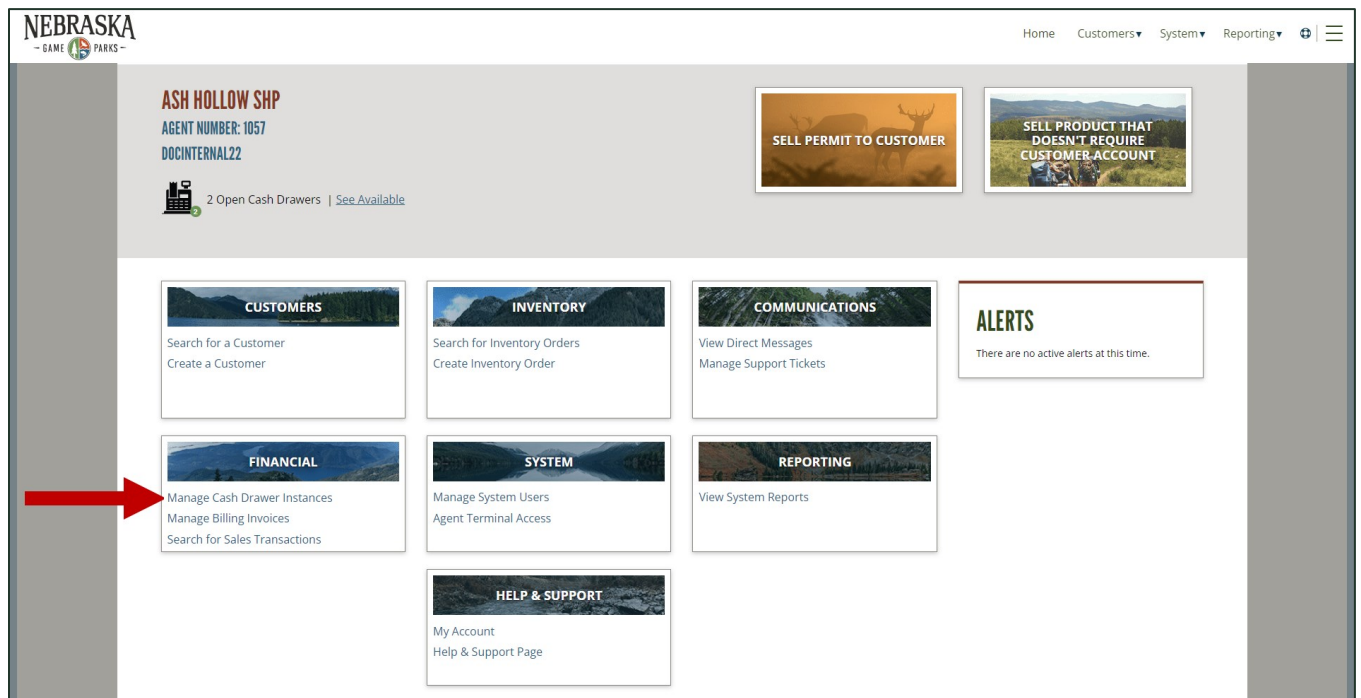 NEBRASKA
- GAME PARKS -
Home Customers▾ System▾ Reporting▾
ASH HOLLOW SHP
AGENT NUMBER: 1057
DOCINTERNAL22
2
2 Open Cash Drawers | See Available
SELL PERMIT TO CUSTOMER
SELL PRODUCT THAT
DOESN'T REQUIRE
CUSTOMER ACCOUNT
CUSTOMERS
Search for a Customer
Create a Customer
INVENTORY
Search for Inventory Orders
Create Inventory Order
COMMUNICATIONS
View Direct Messages
Manage Support Tickets
ALERTS
There are no active alerts at this time.
FINANCIAL
Manage Cash Drawer Instances
Manage Billing Invoices
Search for Sales Transactions
SYSTEM
Manage System Users
Agent Terminal Access
REPORTING
View System Reports
HELP & SUPPORT
My Account
Help & Support Page